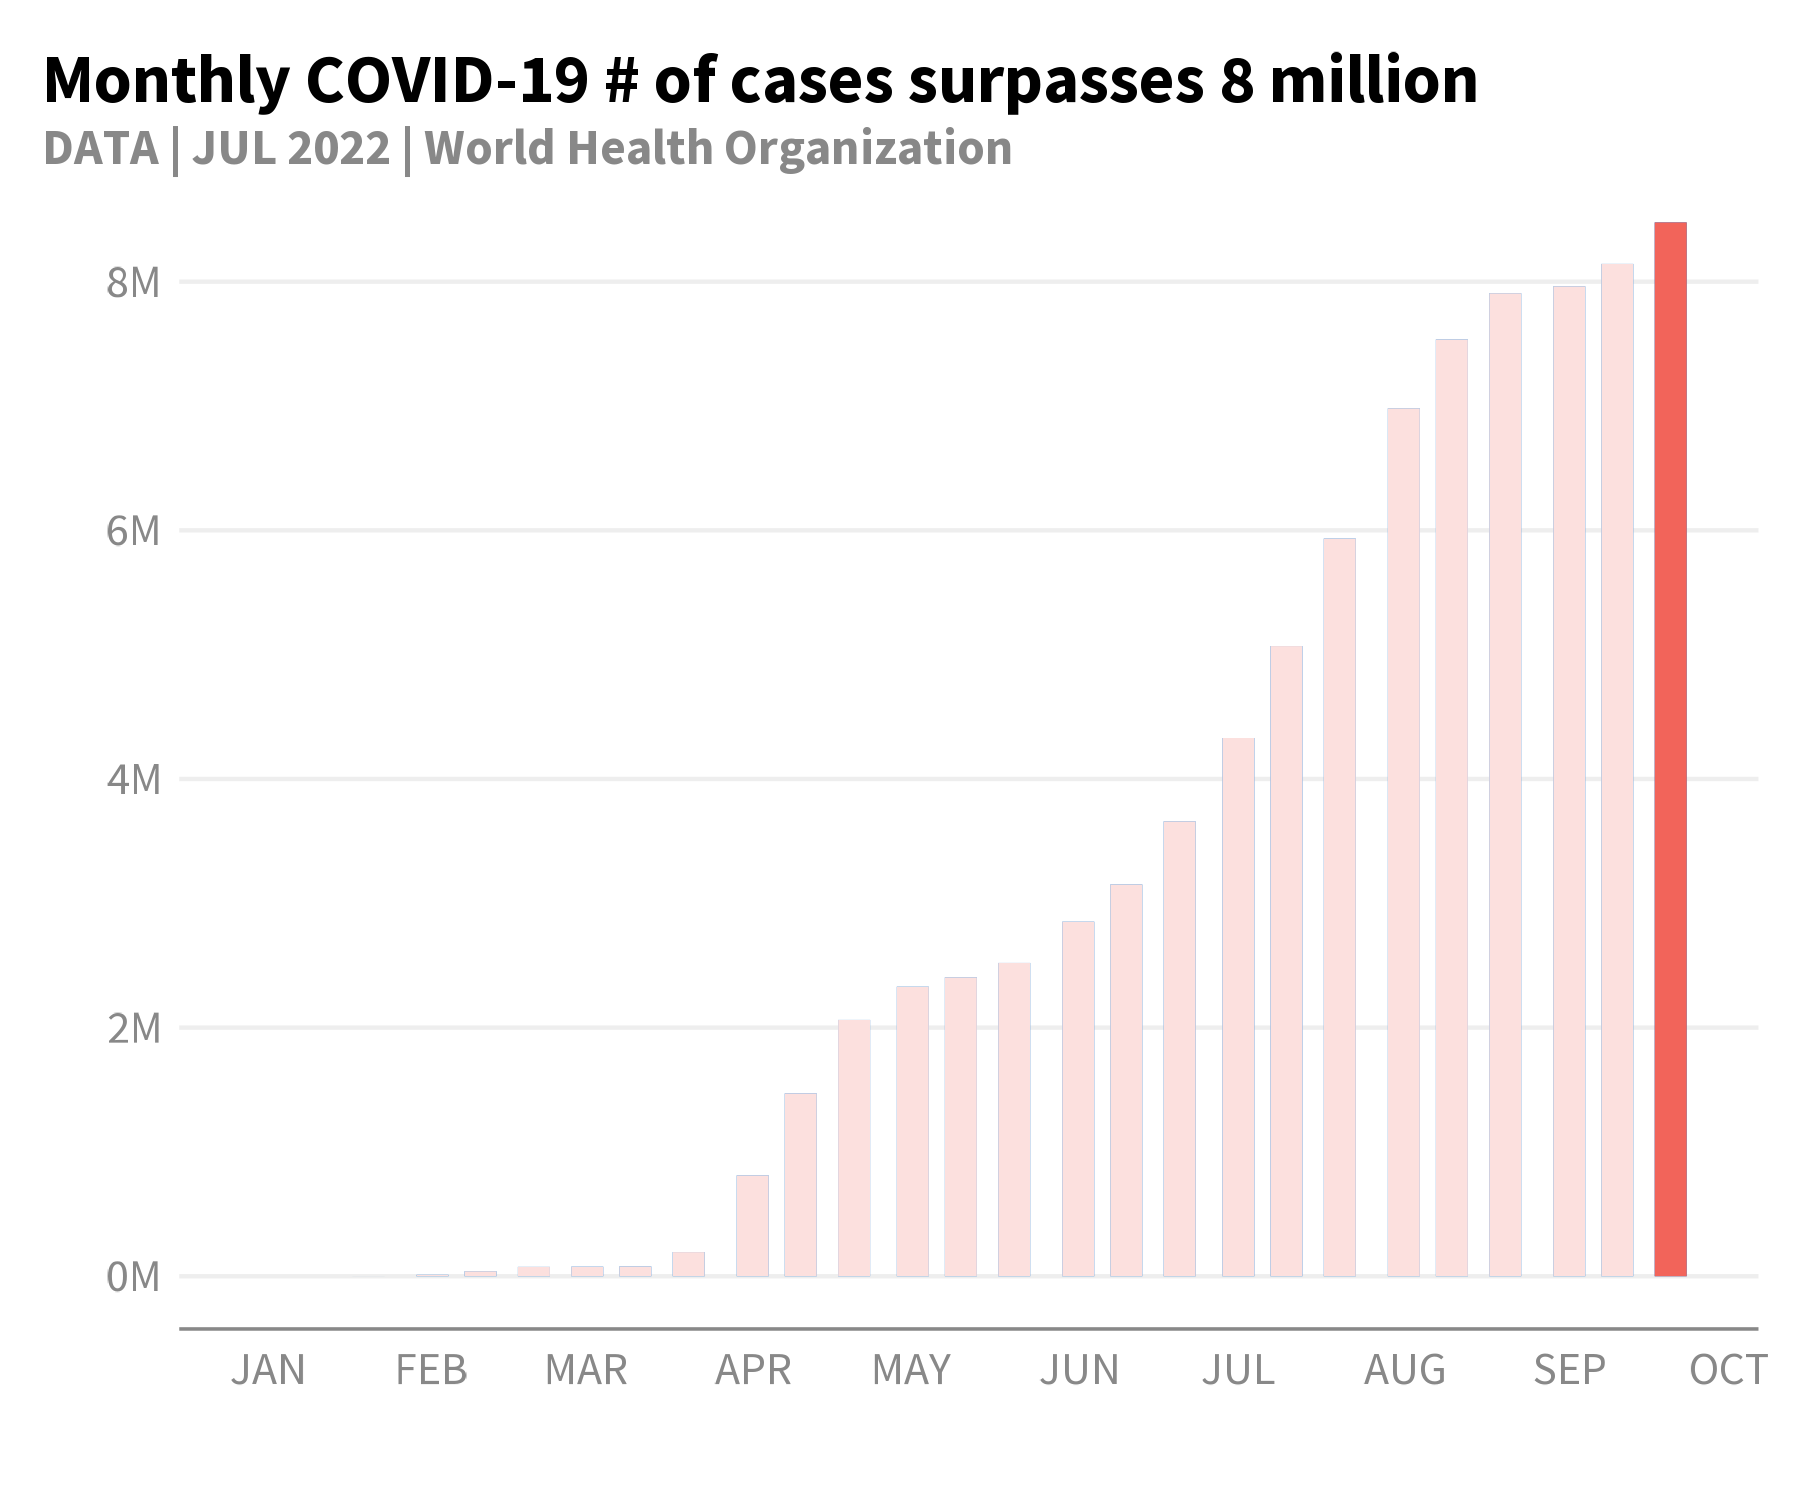 Monthly COVID-19 # of cases surpasses 8 million
DATA | JUL 2022 | World Health Organization
8M
6M
4M
2M
0M
JAN FEB MAR APR MAY JUN JUL AUG SEP OCT